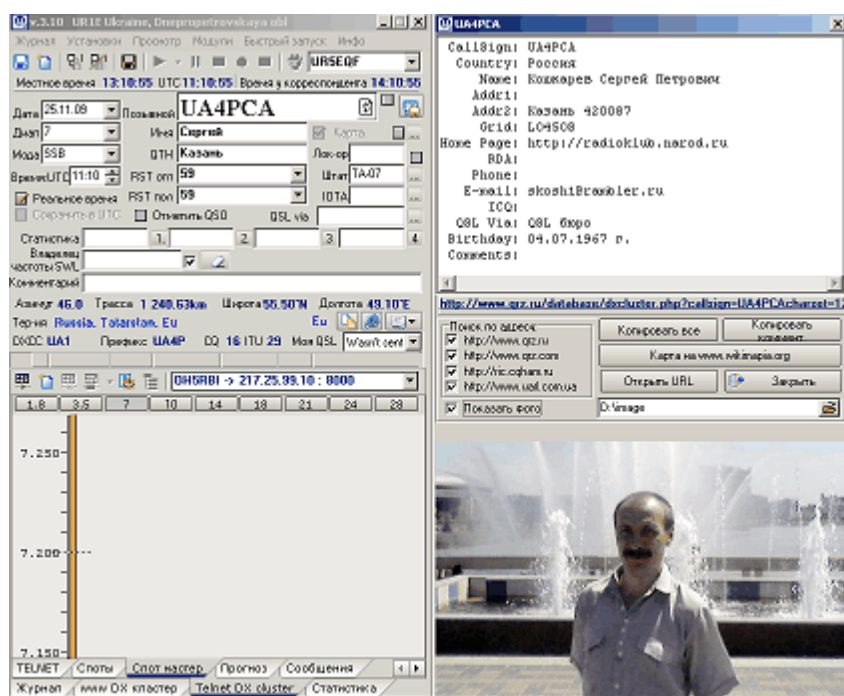 v.3.10 UR1E Ukraine, Dnepropetrovskaya obl
Журнал Установки Просмотр Модули Быстрый запуск Инфо
UR5EQF
Местное время 13:10:55 UTC 11:10:55 Время у корреспондента 14:10:55
Дата 25.11.09 Позывной UA4PCA
Диап 7 Имя Сергей Карта
Мода SSB QTH Казань Лок-ор
Время UTC 11:10 RST отп 59 Штат TA-07
Реальное время RST пол 59 IOTA
Сохранить в UTC Отметить QSO QSL via
Статистика 1. 2 3 4
Владелец
частоты SWL
Комментарий
Азимут 46.0 Трасса 1 240.63km Широта 55.50'N Долгота 49.10'E
Тер-ия Russia, Tatarstan, Eu Eu
DXCC UA1 Префикс UA4P CQ 16 ITU 29 Моя QSL Wasn't sent
OH5RBI -> 217.25.99.10 : 8000
1.8 3.5 7 10 14 18 21 24 28
7.250
7.200
7.150
TELNET Споты Спот мастер Прогноз Сообщения
Журнал www DX кластер Telnet DX cluster Статистика
UA4PCA
CallSign: UA4PCA
Country: Россия
Name: Кошкарев Сергей Петрович
Addr1:
Addr2: Казань 420087
Grid: LO4508
Home Page: http://radioklub.narod.ru
RDA:
Phone:
E-mail: skosh@rambler.ru
ICQ:
QSL Via: QSL бюро
Birthday: 04.07.1967 г.
Comments:
http://www.qrz.ru/database/dxcluster.php?callsign=UA4PCAcharset=1
Поиск по адресу
http://www.qrz.ru
http://www.qrz.com
http://ric.cqham.ru
http://www.uarl.com.ua
Копировать все
Копировать коммент.
Карта на www.wikimapia.org
Открыть URL
Закрыть
Показать фото
D:\image